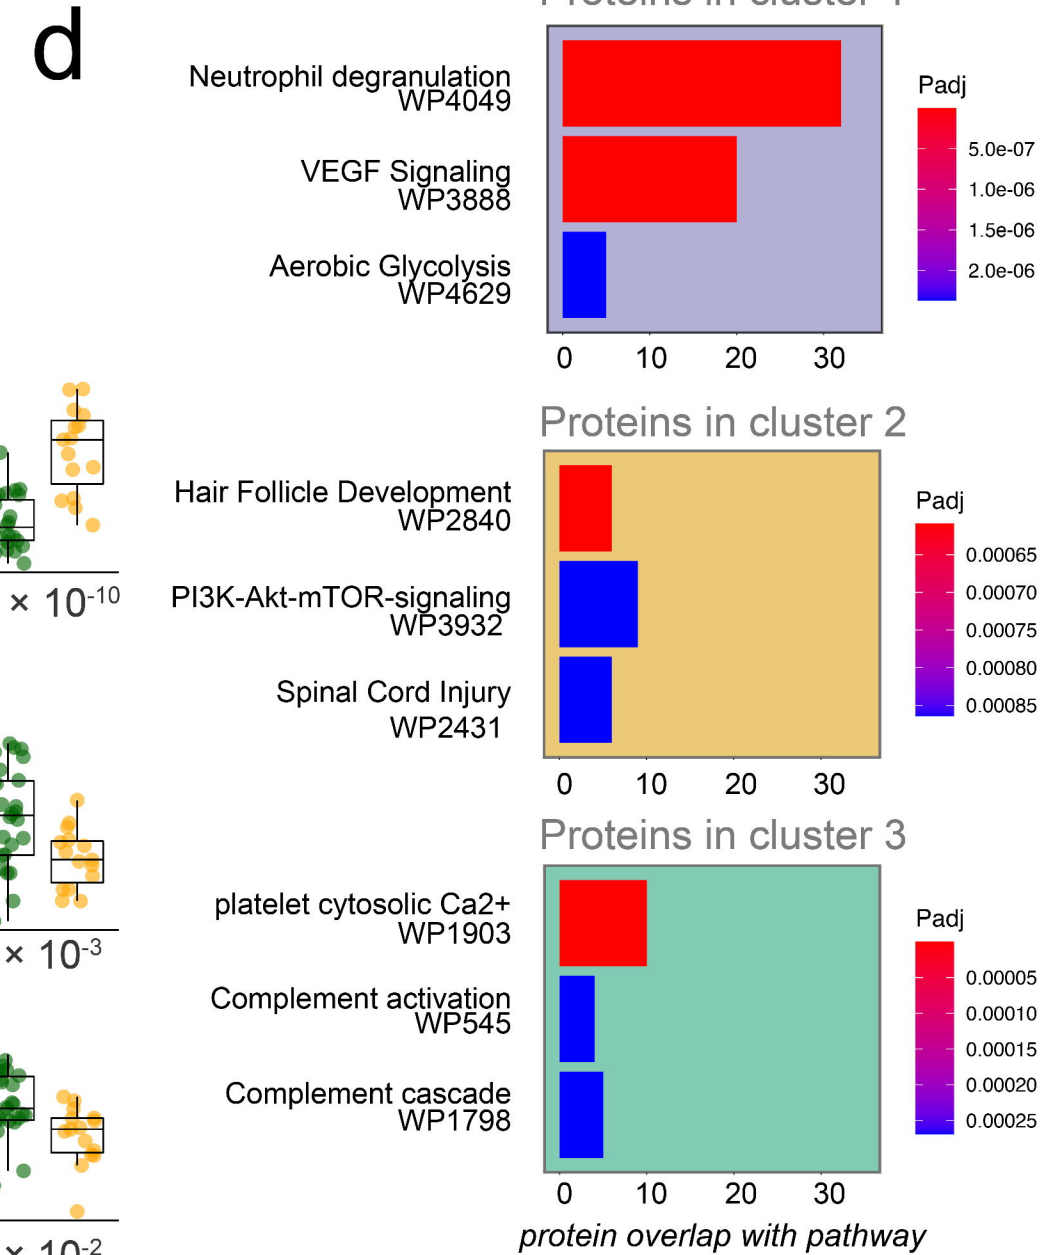 d
Proteins in cluster
Neutrophil degranulation
WP4049
VEGF Signaling
WP3888
Aerobic Glycolysis
WP4629
0 10 20 30
Padj
5.0e-07
1.0e-06
1.5e-06
2.0e-06
Proteins in cluster 2
Hair Follicle Development
WP2840
PI3K-Akt-mTOR-signaling
WP3932
Spinal Cord Injury
WP2431
0 10 20 30
Padj
0.00065
0.00070
0.00075
0.00080
0.00085
× 10-10
Proteins in cluster 3
platelet cytosolic Ca2+
WP1903
Complement activation
WP545
Complement cascade
WP1798
0 10 20 30
protein overlap with pathway
Padj
0.00005
0.00010
0.00015
0.00020
0.00025
× 10-3
× 10-2